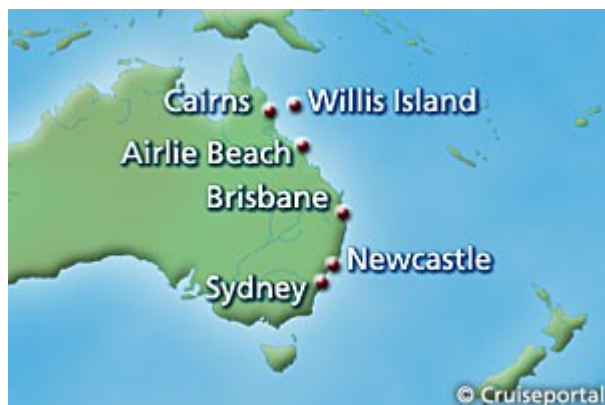 Cairns
Willis Island
Airlie Beach
Brisbane
Newcastle
Sydney
© Cruiseportal